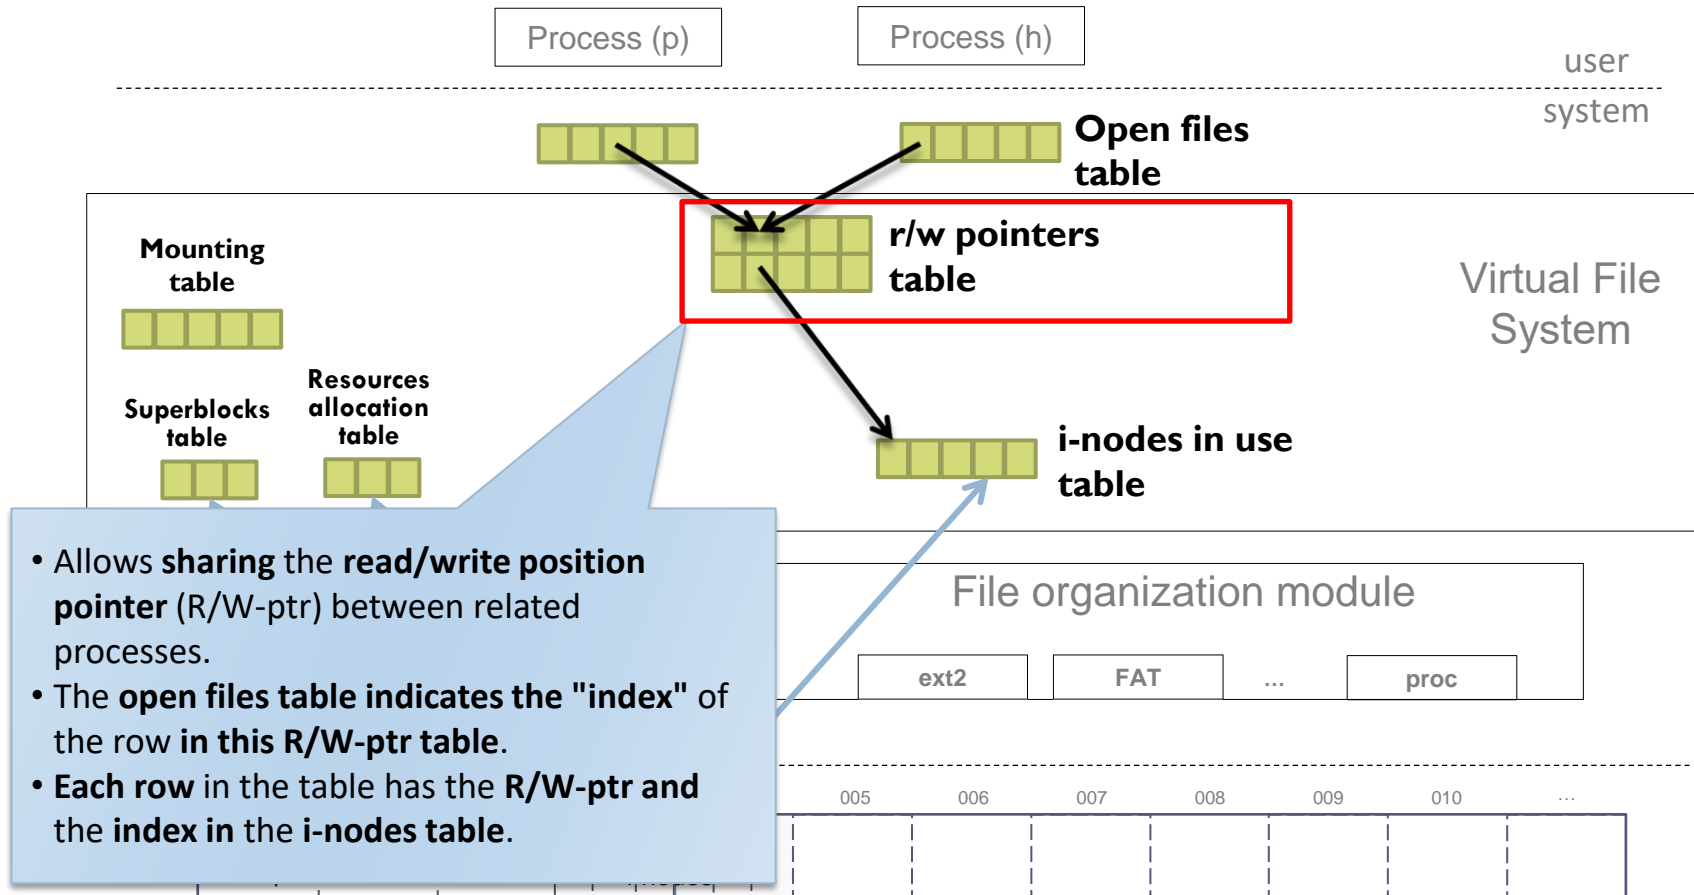 Process (p)
Process (h)
user
system
Open files
table
r/w pointers
table
Mounting
table
Virtual File
System
Resources
allocation
table
Superblocks
table
i-nodes in use
table
• Allows sharing the read/write position
pointer (R/W-ptr) between related
processes.
• The open files table indicates the "index" of
the row in this R/W-ptr table.
• Each row in the table has the R/W-ptr and
the index in the i-nodes table.
File organization module
ext2
FAT
...
proc
005
006
007
008
009
010
...